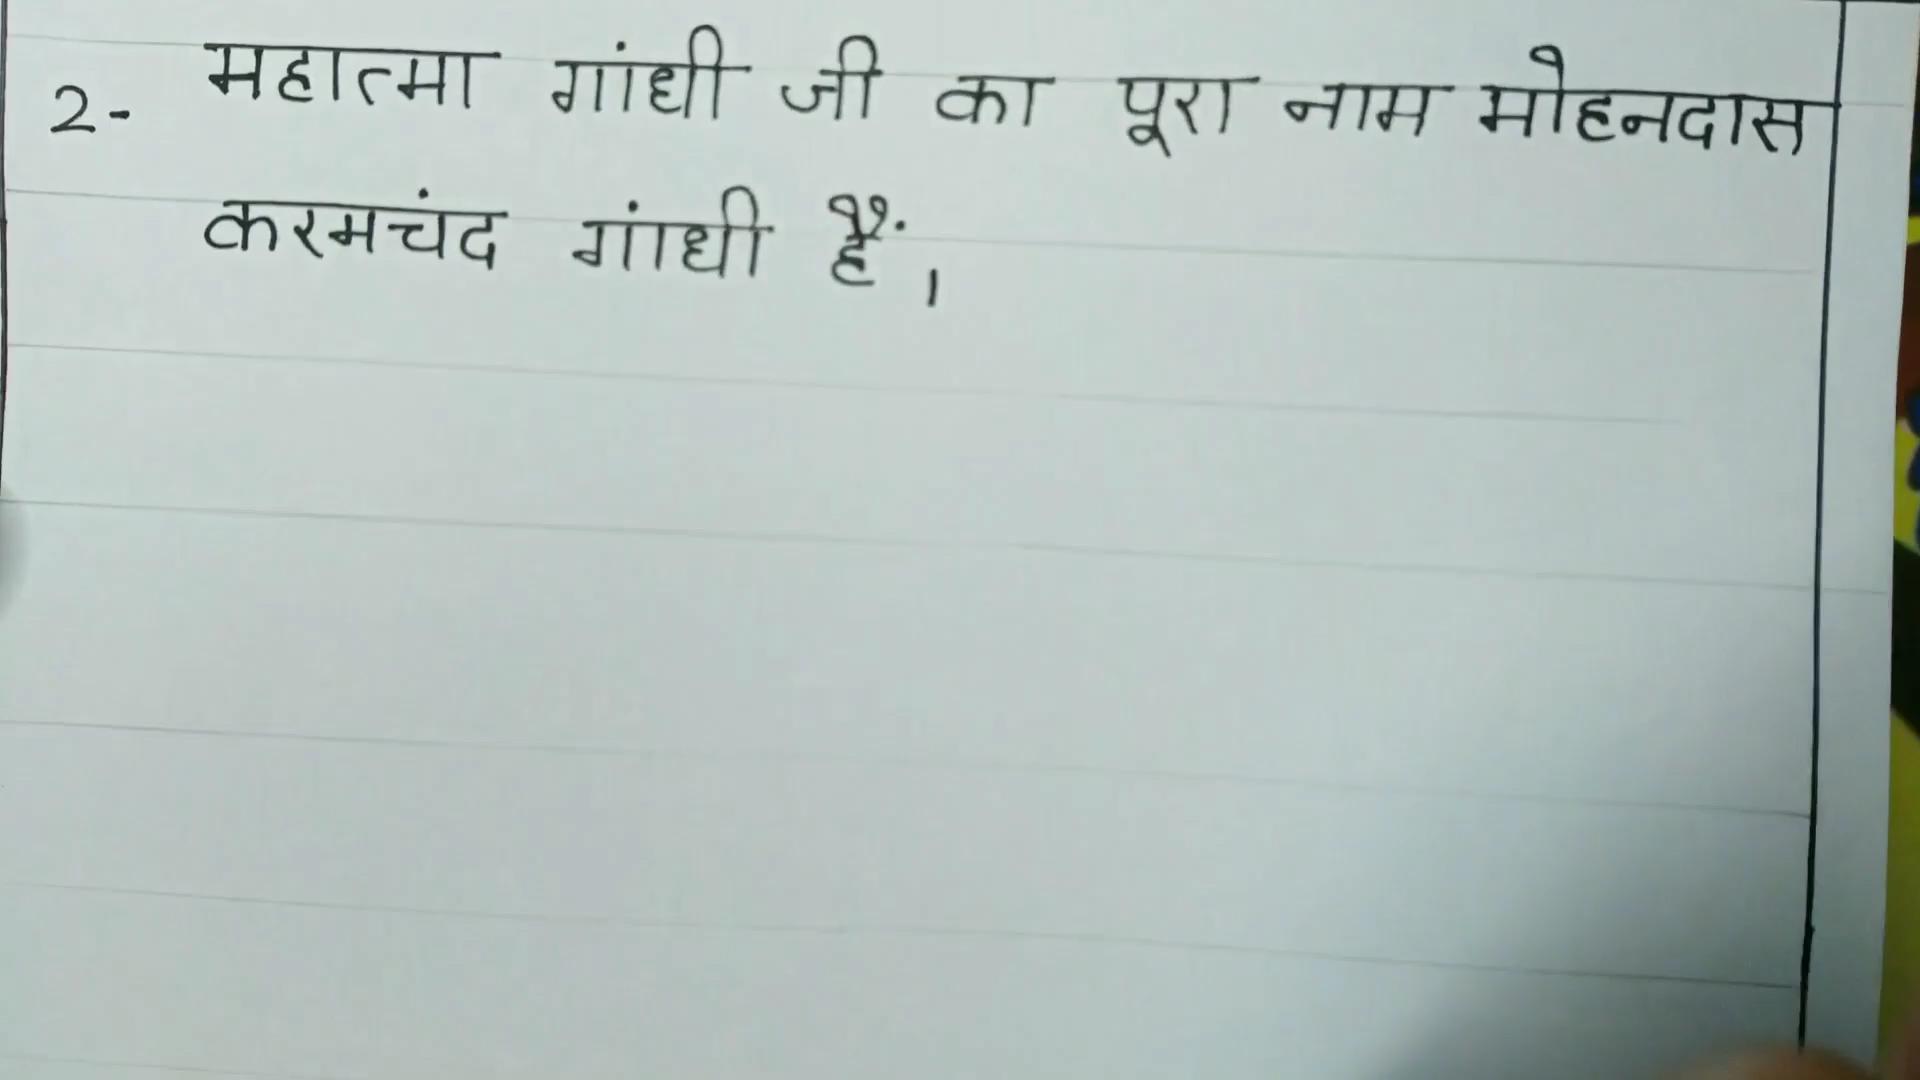 2- महात्मा गांधी जी का पूरा नाम मोहनदास
करमचंद गांधी हैं।